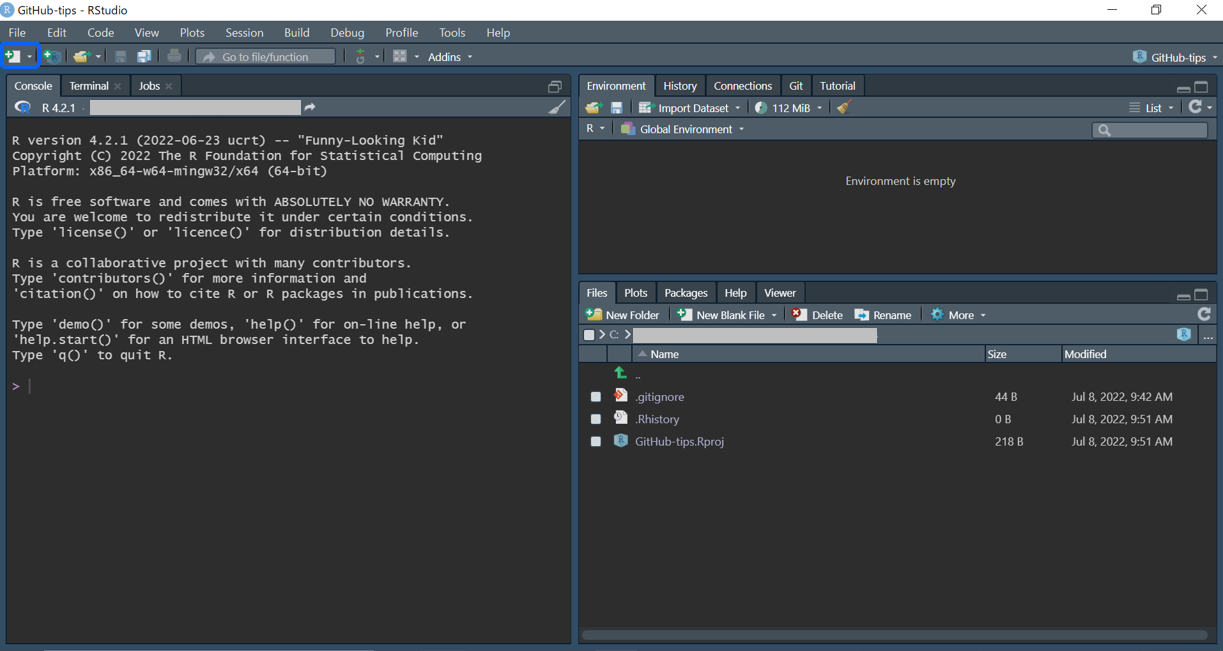 GitHub-tips - RStudio
File Edit Code View Plots Session Build Debug Profile Tools Help
Go to file/function Addins GitHub-tips
Console Terminal Jobs
R 4.2.1 ·
R version 4.2.1 (2022-06-23 ucrt) -- "Funny-Looking Kid"
Copyright (C) 2022 The R Foundation for Statistical Computing
Platform: x86_64-w64-mingw32/x64 (64-bit)
R is free software and comes with ABSOLUTELY NO WARRANTY.
You are welcome to redistribute it under certain conditions.
Type 'license()' or 'licence()' for distribution details.
R is a collaborative project with many contributors.
Type 'contributors()' for more information and
'citation()' on how to cite R or R packages in publications.
Type 'demo()' for some demos, 'help()' for on-line help, or
'help.start()' for an HTML browser interface to help.
Type 'q()' to quit R.
>
Environment History Connections Git Tutorial
Import Dataset 112 MiB List
R Global Environment
Environment is empty
Files Plots Packages Help Viewer
New Folder New Blank File Delete Rename More
C:
Name Size Modified
..
.gitignore 44 B Jul 8, 2022, 9:42 AM
.Rhistory 0 B Jul 8, 2022, 9:51 AM
GitHub-tips.Rproj 218 B Jul 8, 2022, 9:51 AM